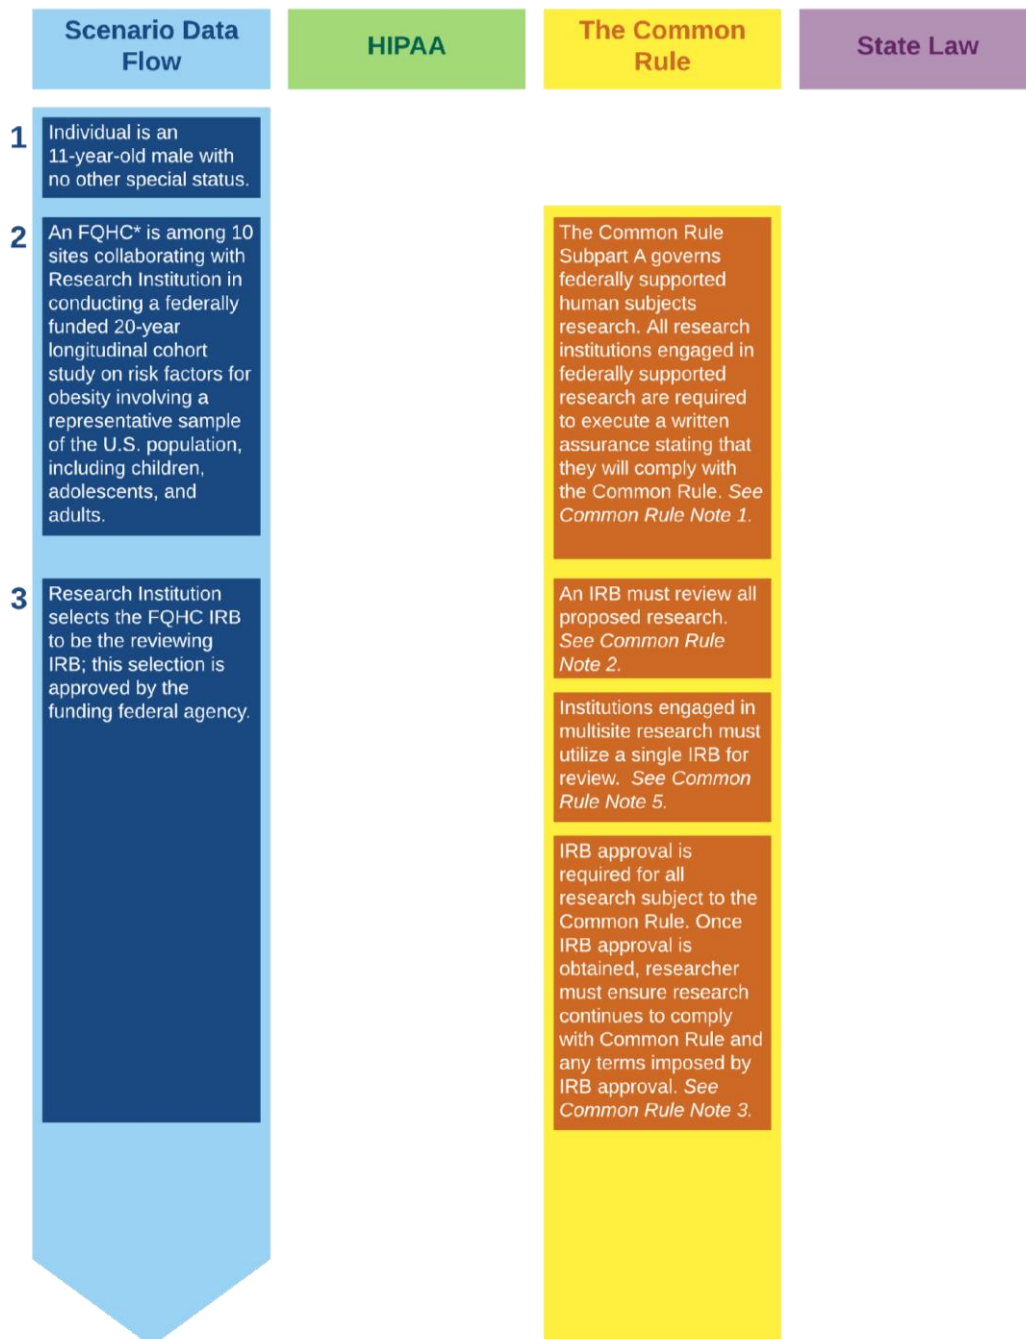 Scenario Data
Flow
HIPAA
The Common
Rule
State Law
1
Individual is an
11-year-old male with
no other special status.
2
An FQHC* is among 10
sites collaborating with
Research Institution in
conducting a federally
funded 20-year
longitudinal cohort
study on risk factors for
obesity involving a
representative sample
of the U.S. population,
including children,
adolescents, and
adults.
The Common Rule
Subpart A governs
federally supported
human subjects
research. All research
institutions engaged in
federally supported
research are required
to execute a written
assurance stating that
they will comply with
the Common Rule. See
Common Rule Note 1.
3
Research Institution
selects the FQHC IRB
to be the reviewing
IRB; this selection is
approved by the
funding federal agency.
An IRB must review all
proposed research.
See Common Rule
Note 2.
Institutions engaged in
multisite research must
utilize a single IRB for
review. See Common
Rule Note 5.
IRB approval is
required for all
research subject to the
Common Rule. Once
IRB approval is
obtained, researcher
must ensure research
continues to comply
with Common Rule and
any terms imposed by
IRB approval. See
Common Rule Note 3.